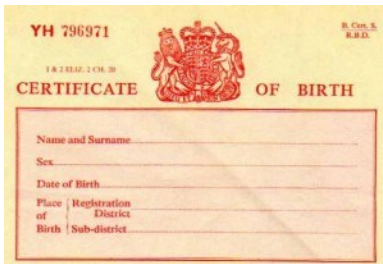 YH 796971
B. Cert. S.
R.B.D.
1 & 2 ELIZ. 2 CH. 20
CERTIFICATE OF BIRTH
Name and Surname
Sex
Date of Birth
Place of Birth
Registration District
Sub-district